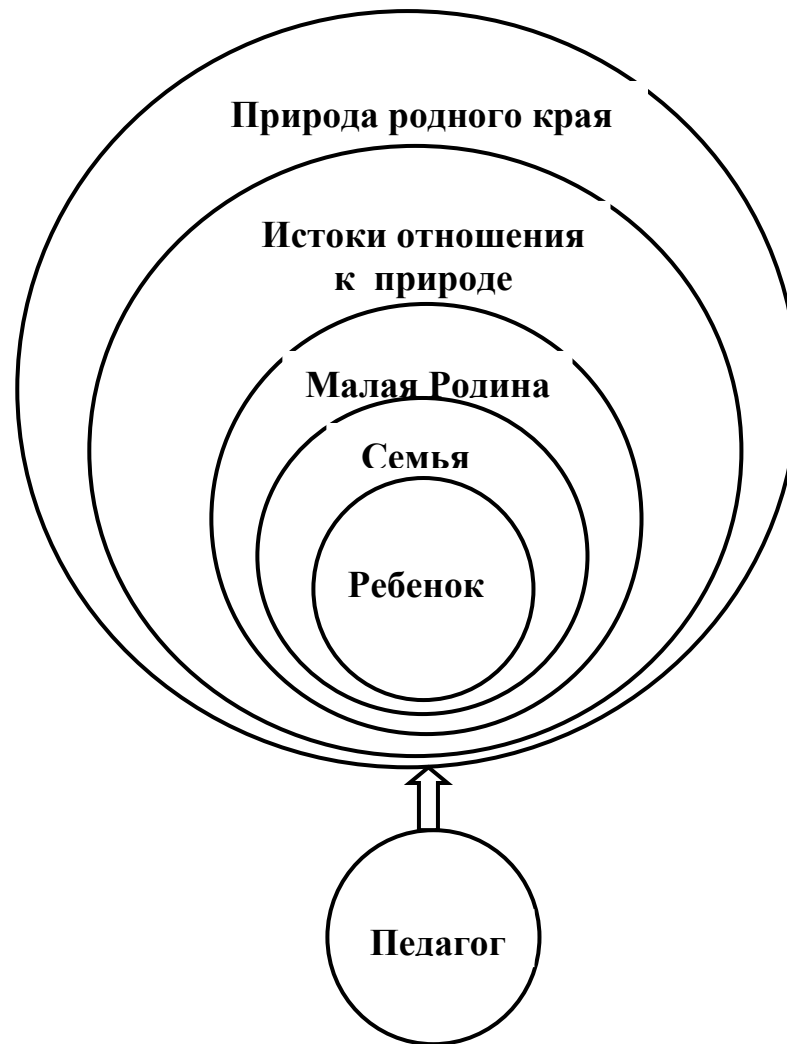 Природа родного края
Истоки отношения
к природе
Малая Родина
Семья
Ребенок
Педагог